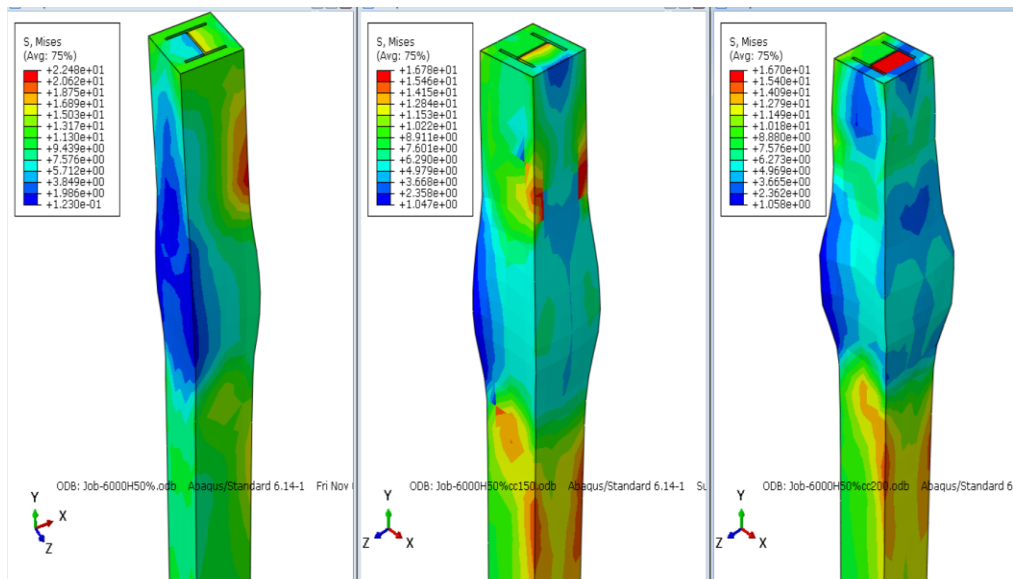 S, Mises
(Avg: 75%)
+2.248e+01
+2.062e+01
+1.875e+01
+1.689e+01
+1.503e+01
+1.317e+01
+1.130e+01
+9.439e+00
+7.576e+00
+5.712e+00
+3.849e+00
+1.986e+00
+1.230e-01
Y
X
Z
ODB: Job-6000H50%.odb Abaqus/Standard 6.14-1 Fri Nov
S, Mises
(Avg: 75%)
+1.678e+01
+1.546e+01
+1.415e+01
+1.284e+01
+1.153e+01
+1.022e+01
+8.911e+00
+7.601e+00
+6.290e+00
+4.979e+00
+3.668e+00
+2.358e+00
+1.047e+00
Y
Z X
ODB: Job-6000H50%cc150.odb Abaqus/Standard 6.14-1 Su
S, Mises
(Avg: 75%)
+1.670e+01
+1.540e+01
+1.409e+01
+1.279e+01
+1.149e+01
+1.018e+01
+8.880e+00
+7.576e+00
+6.273e+00
+4.969e+00
+3.665e+00
+2.362e+00
+1.058e+00
Y
Z X
ODB: Job-6000H50%cc200.odb Abaqus/Standard 6